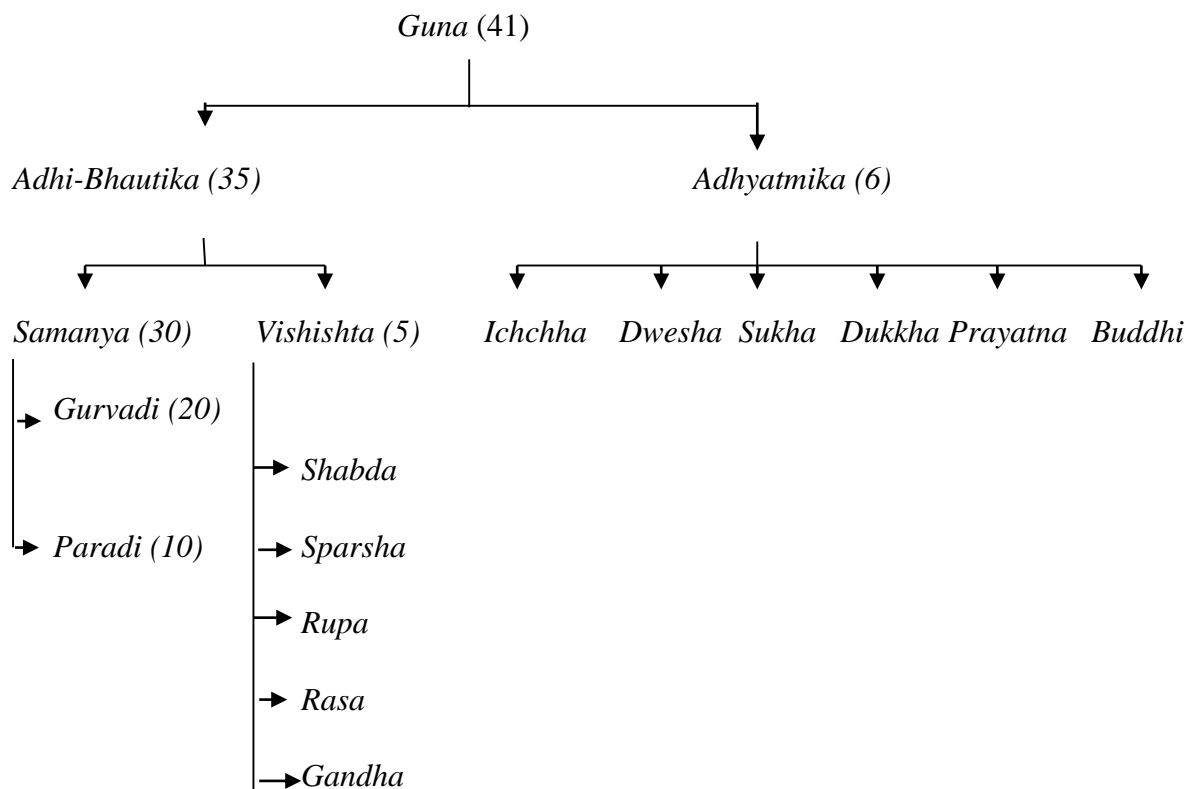 Guna (41)
Adhi-Bhautika (35) Adhyatmika (6)
Samanya (30) Vishishta (5) Ichchha Dwesha Sukha Dukkha Prayatna Buddhi
Gurvadi (20)
Shabda
Paradi (10) Sparsha
Rupa
Rasa
Gandha